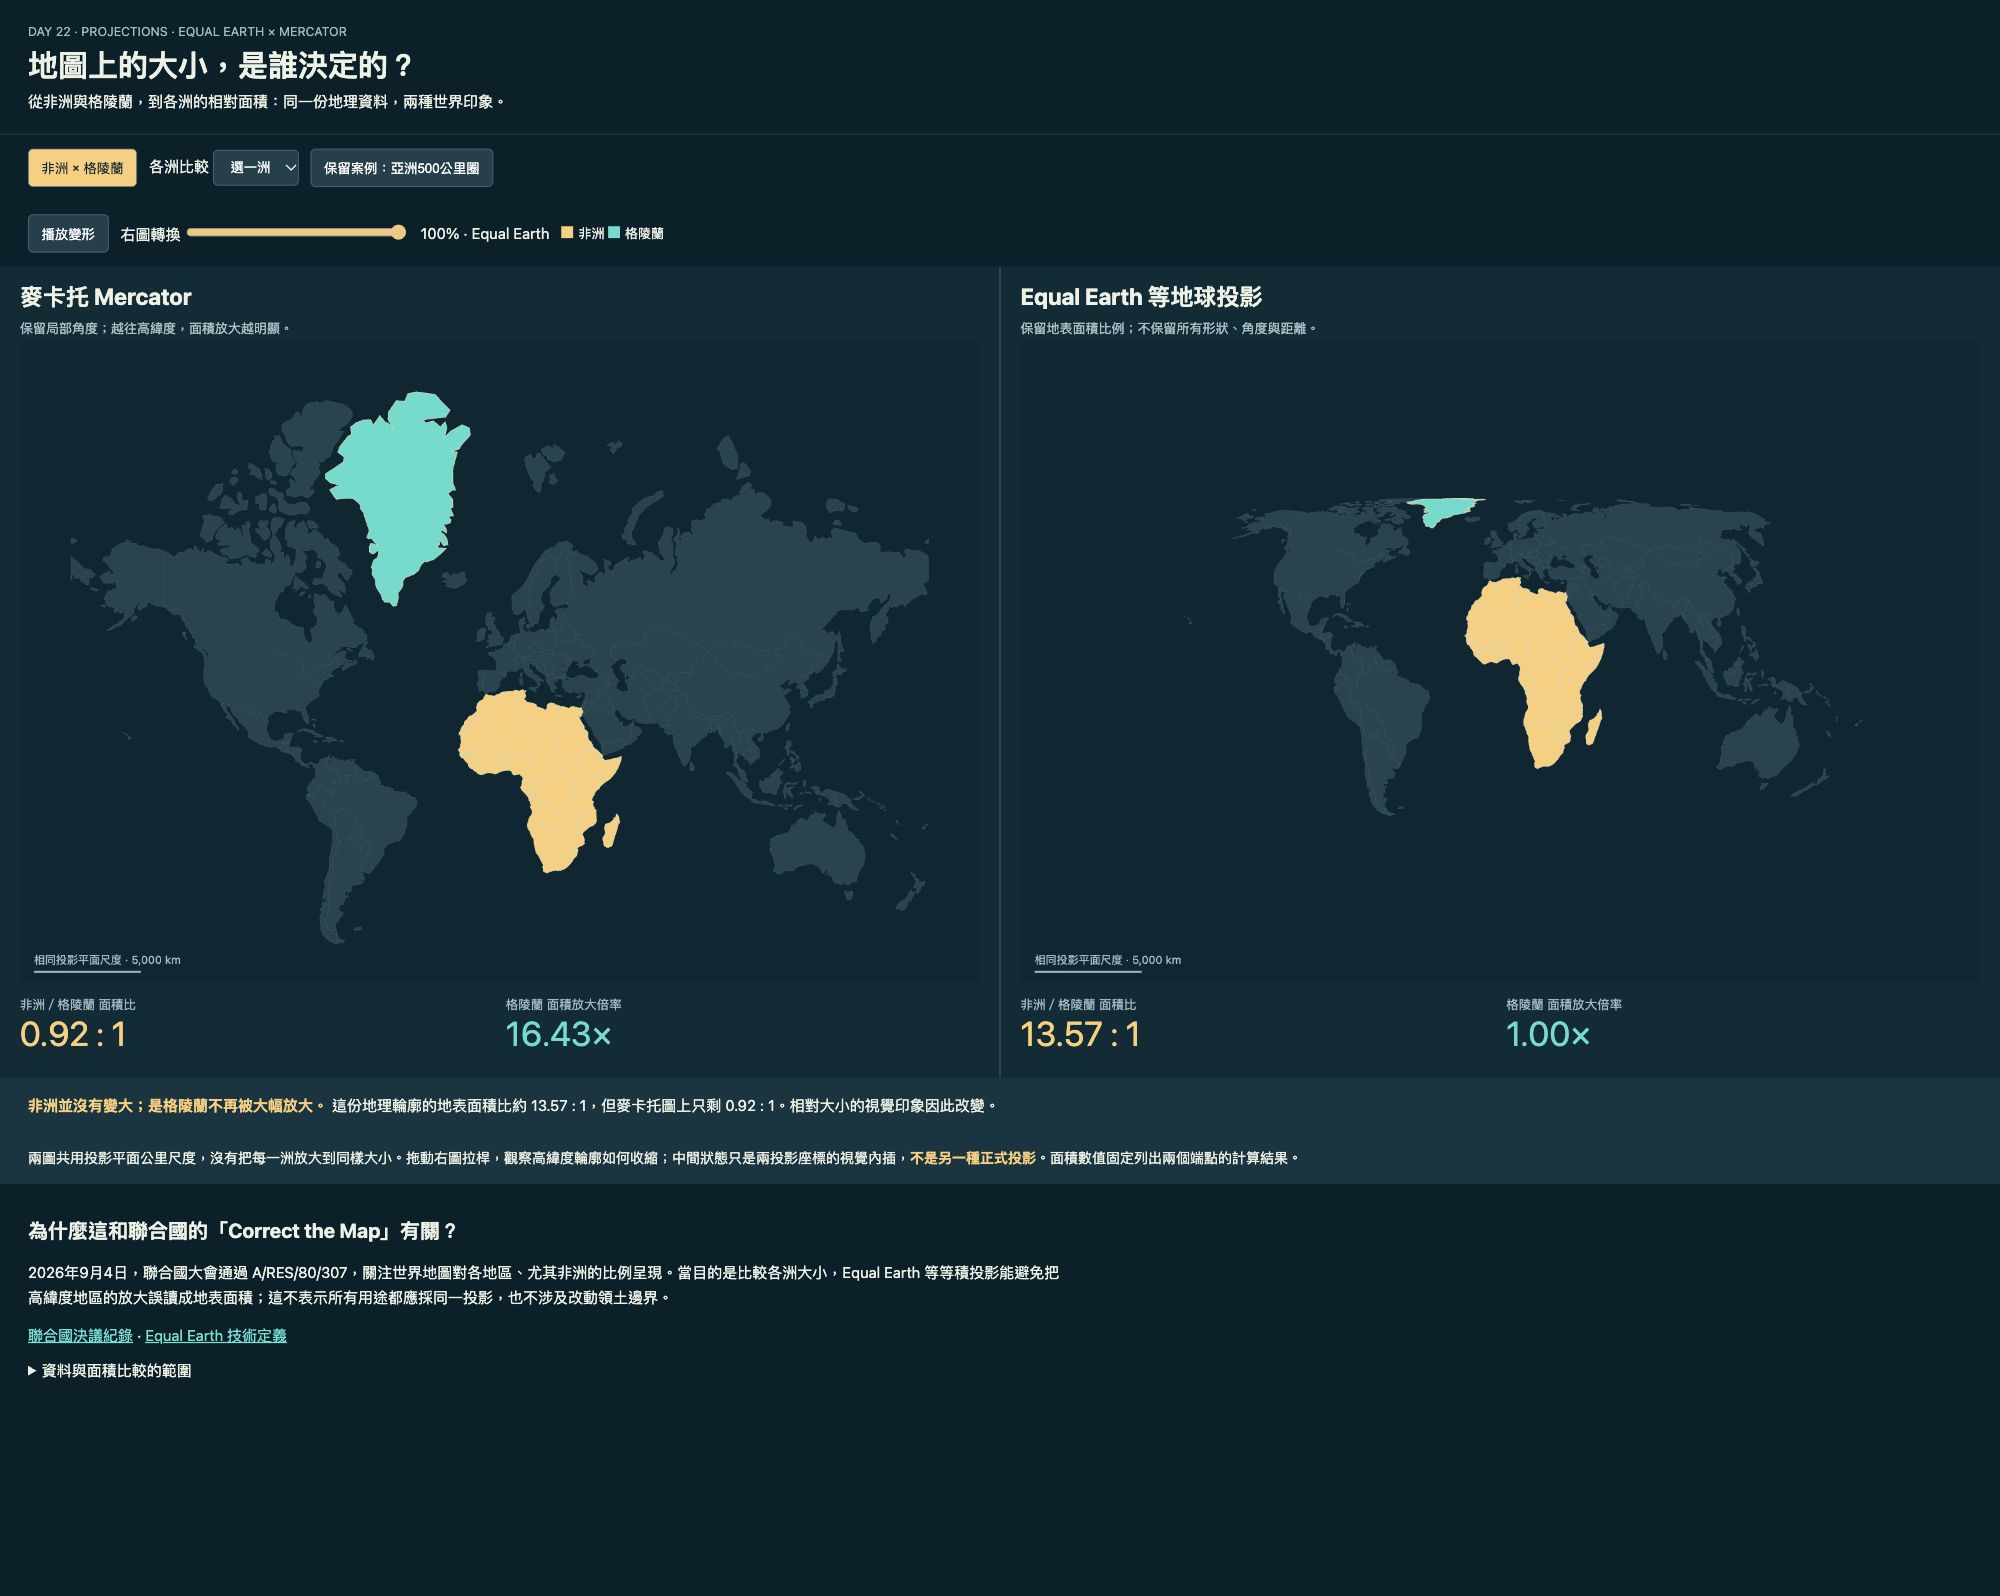 DAY 22 · PROJECTIONS · EQUAL EARTH × MERCATOR
地圖上的大小，是誰決定的？
從非洲與格陵蘭，到各洲的相對面積：同一份地理資料，兩種世界印象。
非洲 × 格陵蘭 各洲比較 選一洲 保留案例：亞洲500公里圈
播放變形 右圖轉換 100% · Equal Earth 非洲 格陵蘭
麥卡托 Mercator
保留局部角度；越往高緯度，面積放大越明顯。
相同投影平面尺度 · 5,000 km
非洲 / 格陵蘭 面積比
0.92 : 1
格陵蘭 面積放大倍率
16.43×
Equal Earth 等地球投影
保留地表面積比例；不保留所有形狀、角度與距離。
相同投影平面尺度 · 5,000 km
非洲 / 格陵蘭 面積比
13.57 : 1
格陵蘭 面積放大倍率
1.00×
非洲並沒有變大；是格陵蘭不再被大幅放大。 這份地理輪廓的地表面積比約 13.57 : 1，但麥卡托圖上只剩 0.92 : 1。相對大小的視覺印象因此改變。
兩圖共用投影平面公里尺度，沒有把每一洲放大到同樣大小。拖動右圖拉桿，觀察高緯度輪廓如何收縮；中間狀態只是兩投影座標的視覺內插，不是另一種正式投影。面積數值固定列出兩個端點的計算結果。
為什麼這和聯合國的「Correct the Map」有關？
2026年9月4日，聯合國大會通過 A/RES/80/307，關注世界地圖對各地區、尤其非洲的比例呈現。當目的是比較各洲大小，Equal Earth 等等積投影能避免把
高緯度地區的放大誤讀成地表面積；這不表示所有用途都應採同一投影，也不涉及改動領土邊界。
聯合國決議紀錄 · Equal Earth 技術定義
▶ 資料與面積比較的範圍